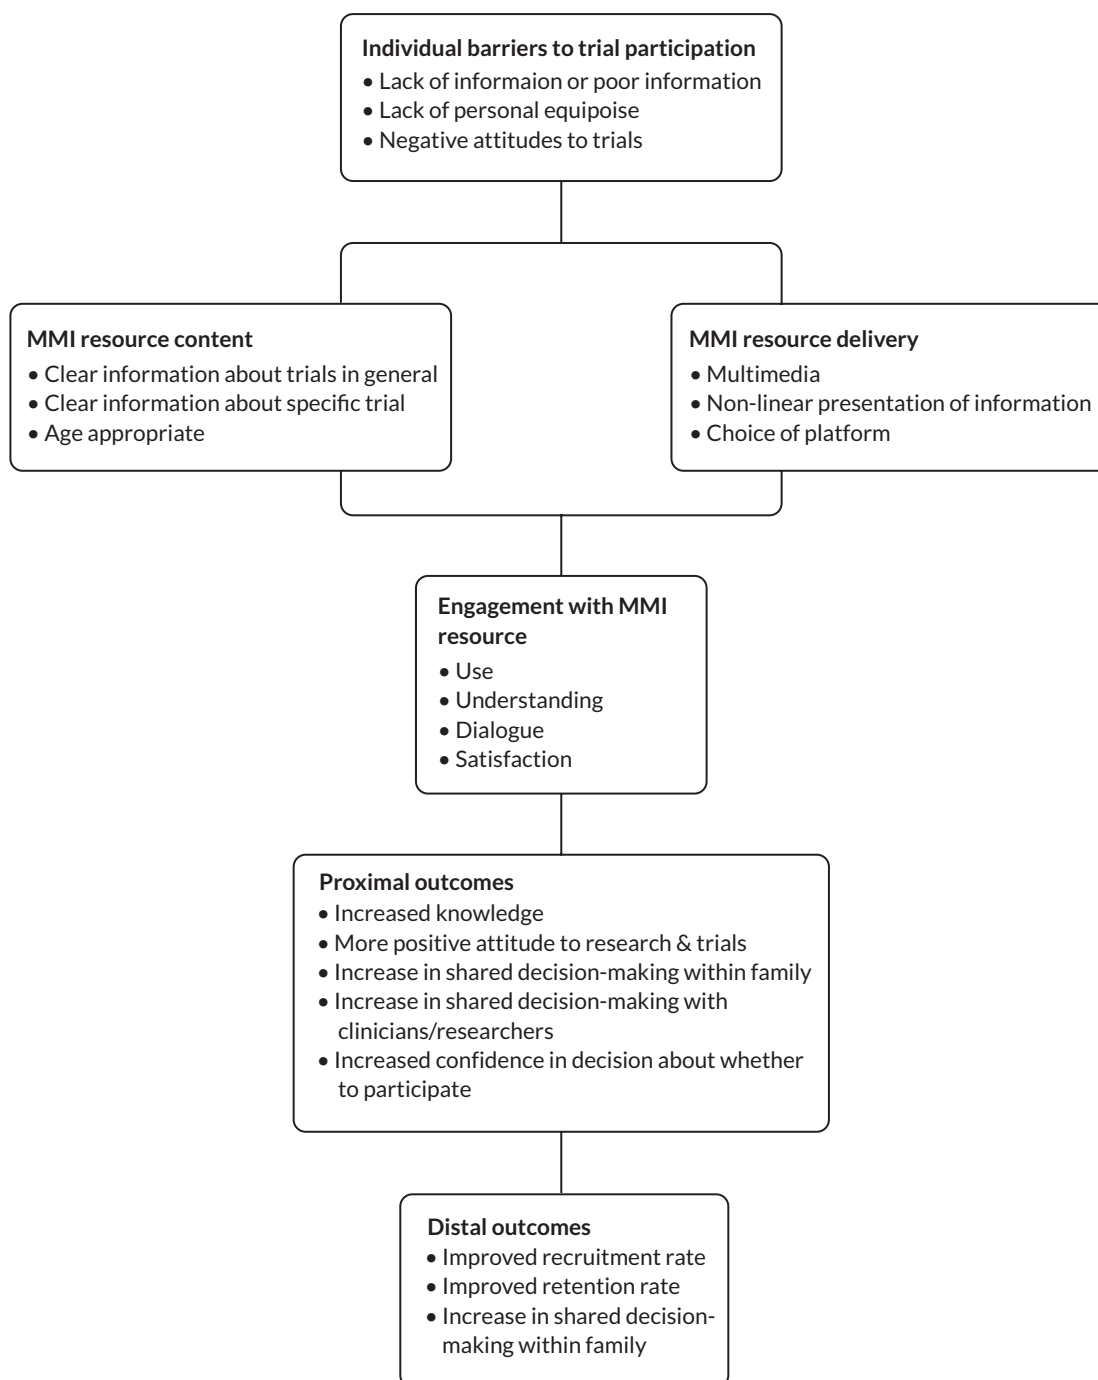 Individual barriers to trial participation
• Lack of informaion or poor information
• Lack of personal equipoise
• Negative attitudes to trials
MMI resource content
• Clear information about trials in general
• Clear information about specific trial
• Age appropriate
MMI resource delivery
• Multimedia
• Non-linear presentation of information
• Choice of platform
Engagement with MMI
resource
• Use
• Understanding
• Dialogue
• Satisfaction
Proximal outcomes
• Increased knowledge
• More positive attitude to research & trials
• Increase in shared decision-making within family
• Increase in shared decision-making with
clinicians/researchers
• Increased confidence in decision about whether
to participate
Distal outcomes
• Improved recruitment rate
• Improved retention rate
• Increase in shared decision-
making within family